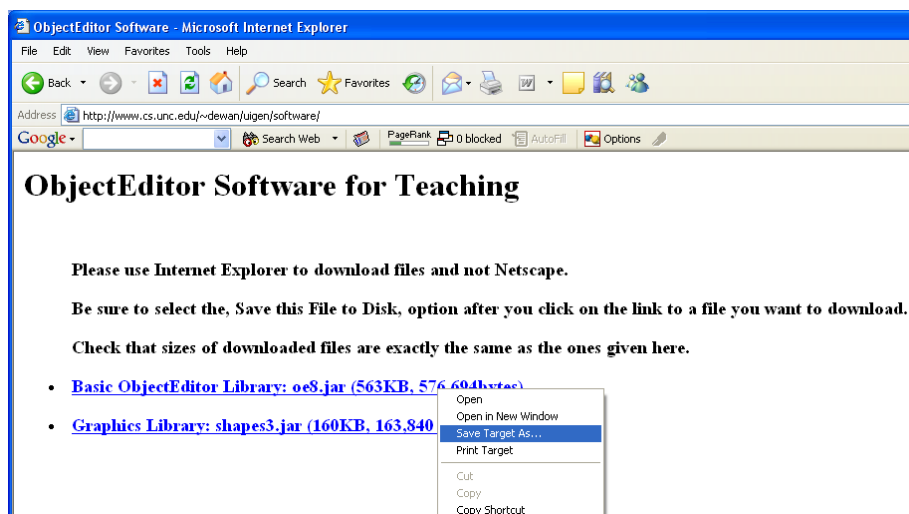 ObjectEditor Software - Microsoft Internet Explorer
File Edit View Favorites Tools Help
Back Search Favorites
Address http://www.cs.unc.edu/~dewan/uigen/software/
Google Search Web PageRank 0 blocked AutoFill Options
ObjectEditor Software for Teaching
Please use Internet Explorer to download files and not Netscape.
Be sure to select the, Save this File to Disk, option after you click on the link to a file you want to download.
Check that sizes of downloaded files are exactly the same as the ones given here.
• Basic ObjectEditor Library: oe8.jar (563KB, 576,694bytes)
• Graphics Library: shapes3.jar (160KB, 163,840
Open
Open in New Window
Save Target As...
Print Target
Cut
Copy
Copy Shortcut